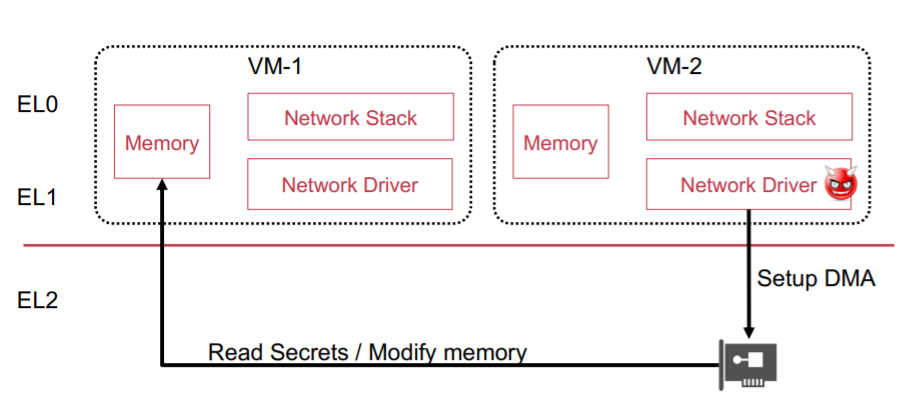 VM-1
VM-2
EL0
Memory
Network Stack
Memory
Network Stack
EL1
Network Driver
Network Driver
EL2
Setup DMA
Read Secrets / Modify memory